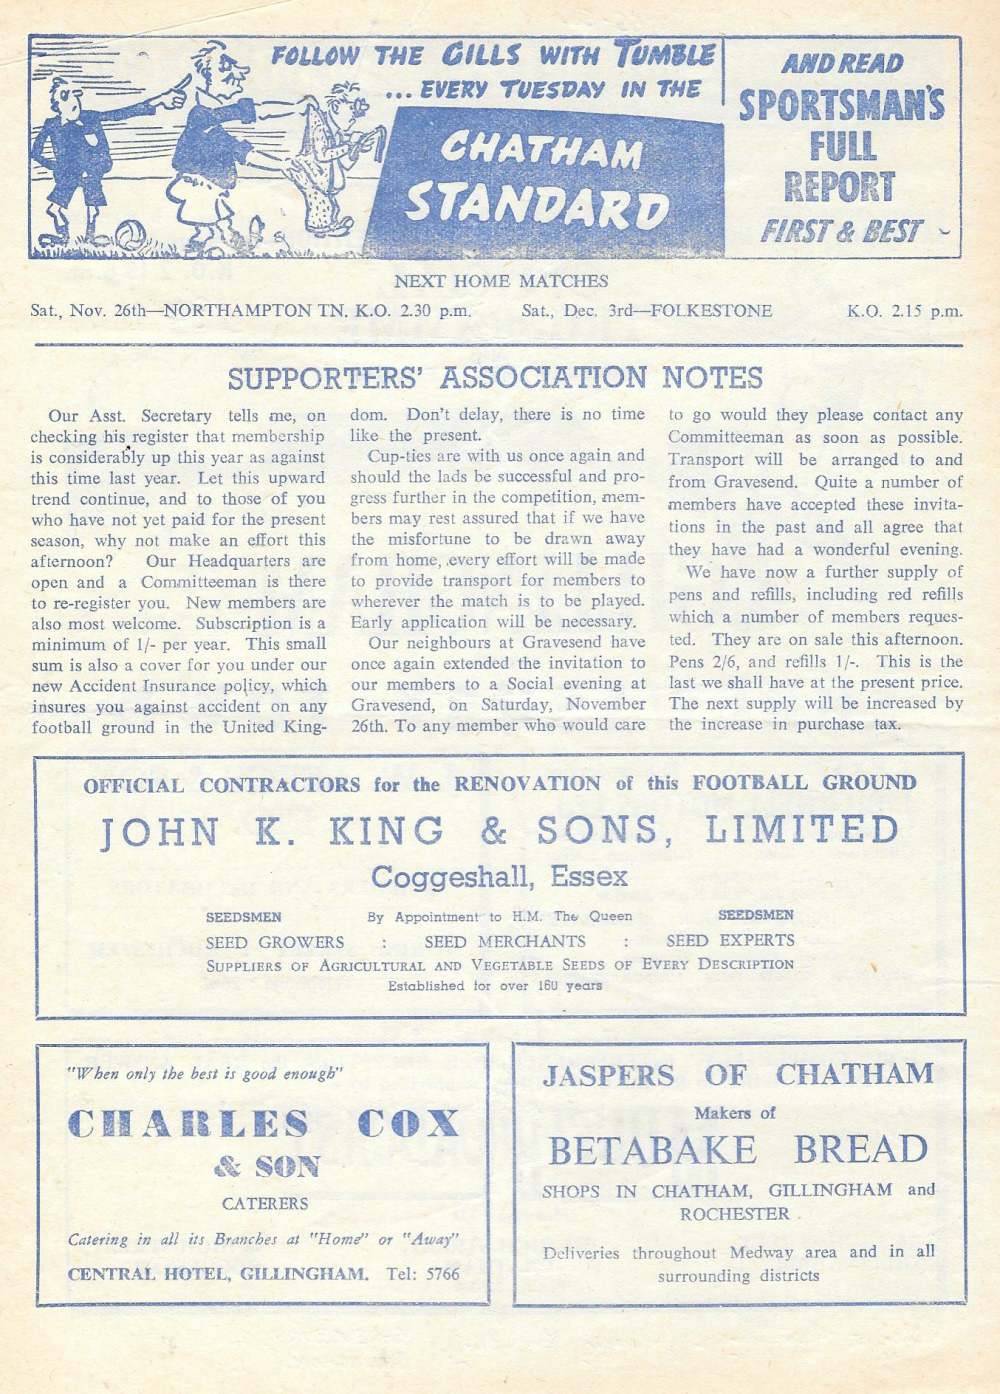 FOLLOW THE GILLS WITH TUMBLE
... EVERY TUESDAY IN THE
CHATHAM
STANDARD
AND READ
SPORTSMAN'S
FULL
REPORT
FIRST & BEST
NEXT HOME MATCHES
Sat., Nov. 26th—NORTHAMPTON TN. K.O. 2.30 p.m. Sat., Dec. 3rd—FOLKESTONE K.O. 2.15 p.m.
SUPPORTERS' ASSOCIATION NOTES
Our Asst. Secretary tells me, on
checking his register that membership
is considerably up this year as against
this time last year. Let this upward
trend continue, and to those of you
who have not yet paid for the present
season, why not make an effort this
afternoon? Our Headquarters are
open and a Committeeman is there
to re-register you. New members are
also most welcome. Subscription is a
minimum of 1/- per year. This small
sum is also a cover for you under our
new Accident Insurance policy, which
insures you against accident on any
football ground in the United King-
dom. Don't delay, there is no time
like the present.
Cup-ties are with us once again and
should the lads be successful and pro-
gress further in the competition, mem-
bers may rest assured that if we have
the misfortune to be drawn away
from home, every effort will be made
to provide transport for members to
wherever the match is to be played.
Early application will be necessary.
Our neighbours at Gravesend have
once again extended the invitation to
our members to a Social evening at
Gravesend, on Saturday, November
26th. To any member who would care
to go would they please contact any
Committeeman as soon as possible.
Transport will be arranged to and
from Gravesend. Quite a number of
members have accepted these invita-
tions in the past and all agree that
they have had a wonderful evening.
We have now a further supply of
pens and refills, including red refills
which a number of members reques-
ted. They are on sale this afternoon.
Pens 2/6, and refills 1/-. This is the
last we shall have at the present price.
The next supply will be increased by
the increase in purchase tax.
OFFICIAL CONTRACTORS for the RENOVATION of this FOOTBALL GROUND
JOHN K. KING & SONS, LIMITED
Coggeshall, Essex
SEEDSMEN By Appointment to H.M. The Queen SEEDSMEN
SEED GROWERS : SEED MERCHANTS : SEED EXPERTS
SUPPLIERS OF AGRICULTURAL AND VEGETABLE SEEDS OF EVERY DESCRIPTION
Established for over 160 years
"When only the best is good enough"
CHARLES COX
& SON
CATERERS
Catering in all its Branches at "Home" or "Away"
CENTRAL HOTEL, GILLINGHAM. Tel: 5766
JASPERS OF CHATHAM
Makers of
BETABAKE BREAD
SHOPS IN CHATHAM, GILLINGHAM and
ROCHESTER
Deliveries throughout Medway area and in all
surrounding districts